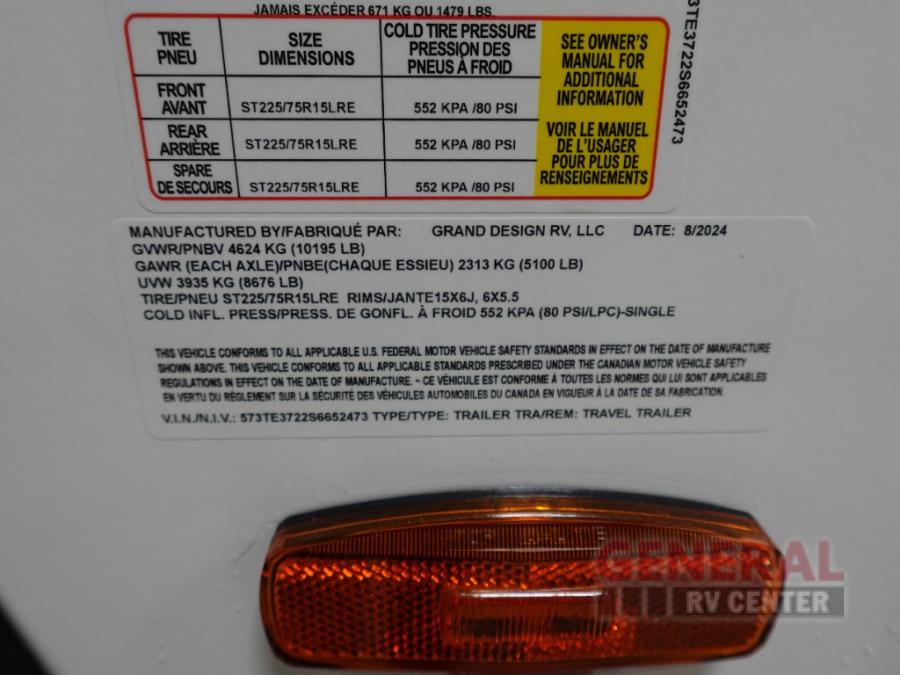 JAMAIS EXCÉDER 671 KG OU 1479 LBS.
TIRE PNEU SIZE DIMENSIONS COLD TIRE PRESSURE PRESSION DES PNEUS À FROID
FRONT AVANT ST225/75R15LRE 552 KPA /80 PSI
REAR ARRIÈRE ST225/75R15LRE 552 KPA /80 PSI
SPARE DE SECOURS ST225/75R15LRE 552 KPA /80 PSI
SEE OWNER'S
MANUAL FOR
ADDITIONAL
INFORMATION
VOIR LE MANUEL
DE L'USAGER
POUR PLUS DE
RENSEIGNEMENTS
3TE3722S6652473
MANUFACTURED BY/FABRIQUÉ PAR: GRAND DESIGN RV, LLC DATE: 8/2024
GVWR/PNBV 4624 KG (10195 LB)
GAWR (EACH AXLE)/PNBE(CHAQUE ESSIEU) 2313 KG (5100 LB)
UVW 3935 KG (8676 LB)
TIRE/PNEU ST225/75R15LRE RIMS/JANTE15X6J, 6X5.5
COLD INFL. PRESS/PRESS. DE GONFL. À FROID 552 KPA (80 PSI/LPC)-SINGLE
THIS VEHICLE CONFORMS TO ALL APPLICABLE U.S. FEDERAL MOTOR VEHICLE SAFETY STANDARDS IN EFFECT ON THE DATE OF MANUFACTURE
SHOWN ABOVE. THIS VEHICLE CONFORMS TO ALL APPLICABLE STANDARDS PRESCRIBED UNDER THE CANADIAN MOTOR VEHICLE SAFETY
REGULATIONS IN EFFECT ON THE DATE OF MANUFACTURE. - CE VÉHICULE EST CONFORME À TOUTES LES NORMES QUI LUI SONT APPLICABLES
EN VERTU DU RÈGLEMENT SUR LA SÉCURITÉ DES VÉHICULES AUTOMOBILES DU CANADA EN VIGUEUR À LA DATE DE SA FABRICATION.
V.I.N./N.I.V.: 573TE3722S6652473 TYPE/TYPE: TRAILER TRA/REM: TRAVEL TRAILER
GENERAL
RV CENTER